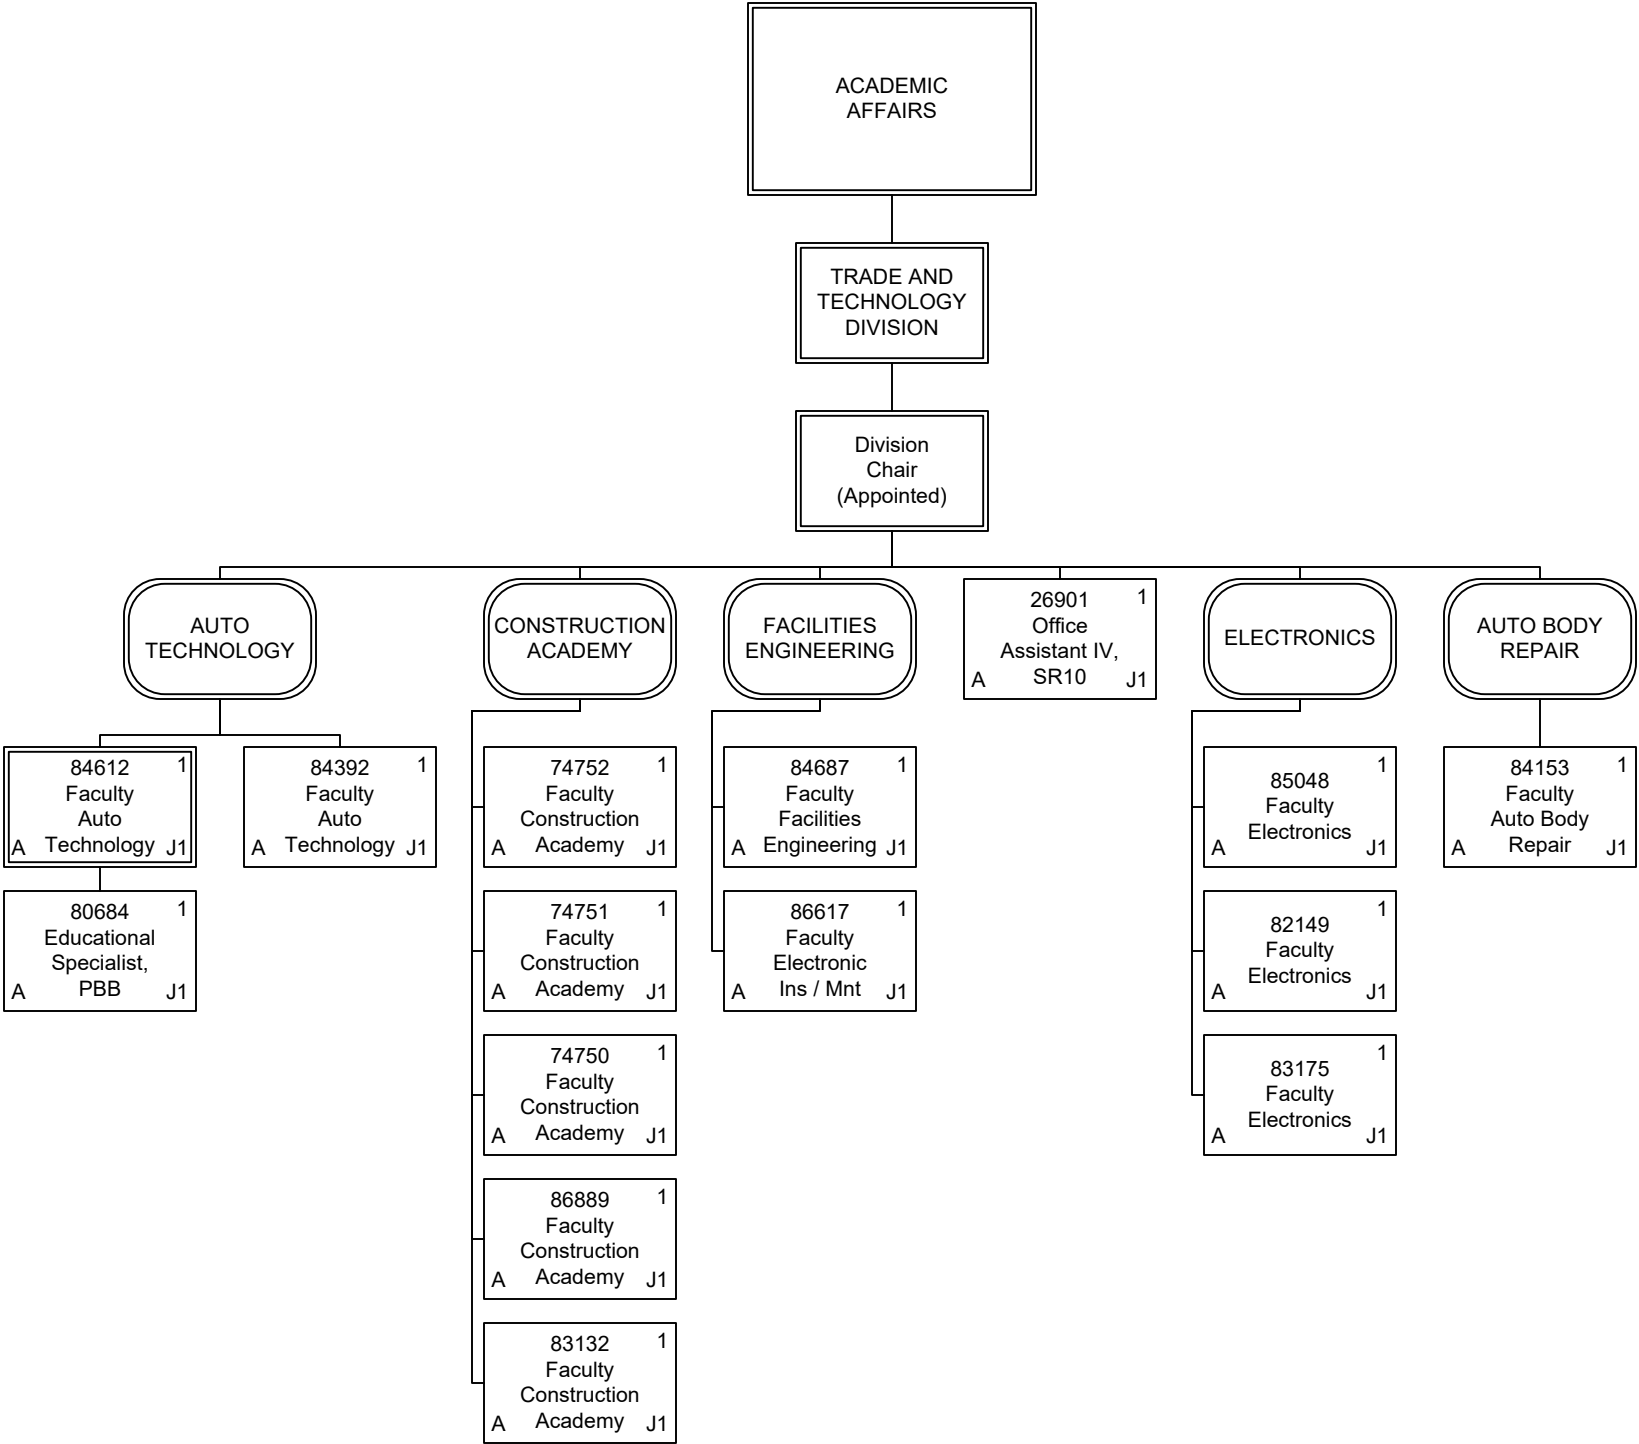 ACADEMIC
AFFAIRS
TRADE AND
TECHNOLOGY
DIVISION
Division
Chair
(Appointed)
AUTO
TECHNOLOGY
CONSTRUCTION
ACADEMY
FACILITIES
ENGINEERING
26901 1
Office
Assistant IV,
A SR10 J1
ELECTRONICS
AUTO BODY
REPAIR
84612 1
Faculty
Auto
A Technology J1
84392 1
Faculty
Auto
A Technology J1
80684 1
Educational
Specialist,
A PBB J1
74752 1
Faculty
Construction
A Academy J1
74751 1
Faculty
Construction
A Academy J1
74750 1
Faculty
Construction
A Academy J1
86889 1
Faculty
Construction
A Academy J1
83132 1
Faculty
Construction
A Academy J1
84687 1
Faculty
Facilities
A Engineering J1
86617 1
Faculty
Electronic
A Ins / Mnt J1
85048 1
Faculty
Electronics
A J1
82149 1
Faculty
Electronics
A J1
83175 1
Faculty
Electronics
A J1
84153 1
Faculty
Auto Body
A Repair J1